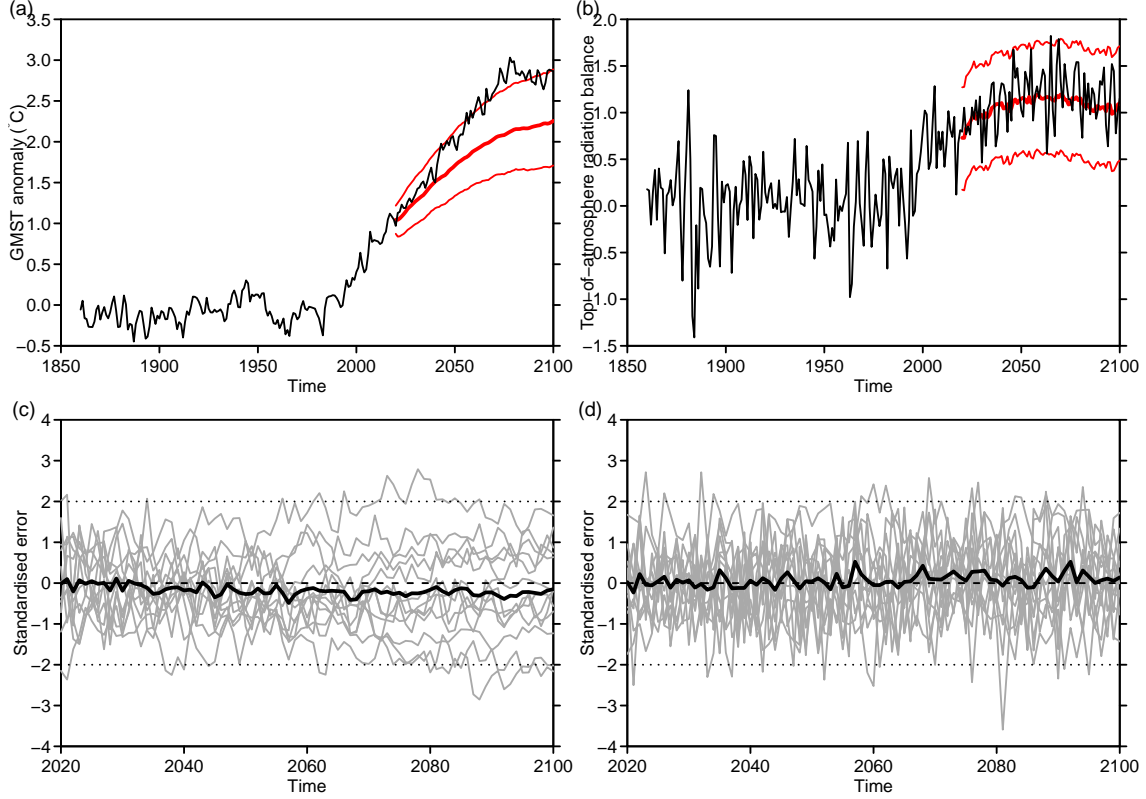 (a)
3.5
3.0
2.5
2.0
1.5
1.0
0.5
0.0
−0.5
GMST anomaly (°C)
1850 1900 1950 2000 2050 2100
Time
(b)
2.0
1.5
1.0
0.5
0.0
−0.5
−1.0
−1.5
Top−of−atmosphere radiation balance
1850 1900 1950 2000 2050 2100
Time
(c)
4
3
2
1
0
−1
−2
−3
−4
Standardised error
2020 2040 2060 2080 2100
Time
(d)
4
3
2
1
0
−1
−2
−3
−4
Standardised error
2020 2040 2060 2080 2100
Time